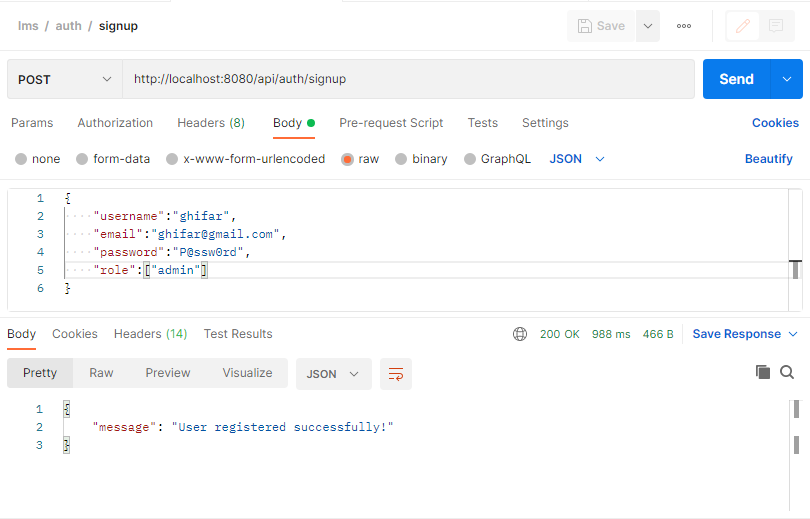 lms / auth / signup
Save
POST http://localhost:8080/api/auth/signup Send
Params Authorization Headers (8) Body Pre-request Script Tests Settings Cookies
none form-data x-www-form-urlencoded raw binary GraphQL JSON Beautify
1 {
2 ····"username":"ghifar",
3 ····"email":"ghifar@gmail.com",
4 ····"password":"P@ssw0rd",
5 ····"role":["admin"]
6 }
Body Cookies Headers (14) Test Results 200 OK 988 ms 466 B Save Response
Pretty Raw Preview Visualize JSON
1 {
2 "message": "User registered successfully!"
3 }